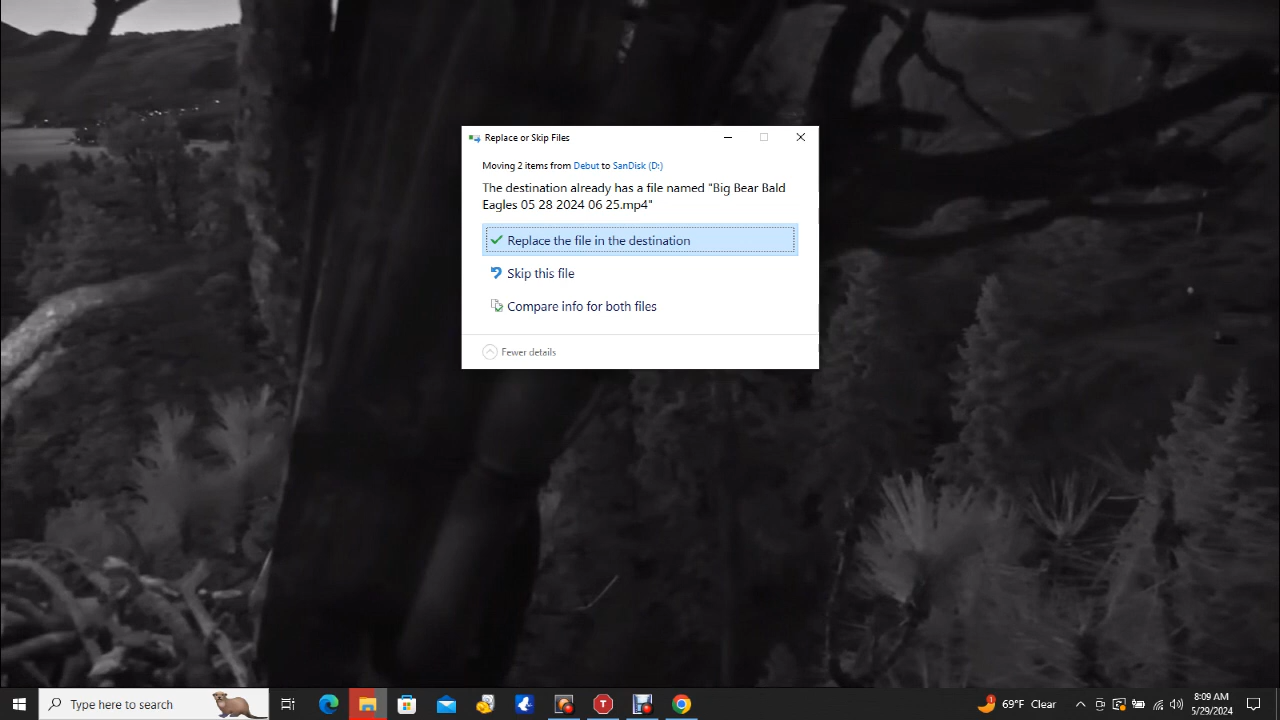 Replace or Skip Files
Moving 2 items from Debut to SanDisk (D:)
The destination already has a file named "Big Bear Bald
Eagles 05 28 2024 06 25.mp4"
Replace the file in the destination
Skip this file
Compare info for both files
Fewer details
Type here to search
T
69°F Clear
8:09 AM
5/29/2024